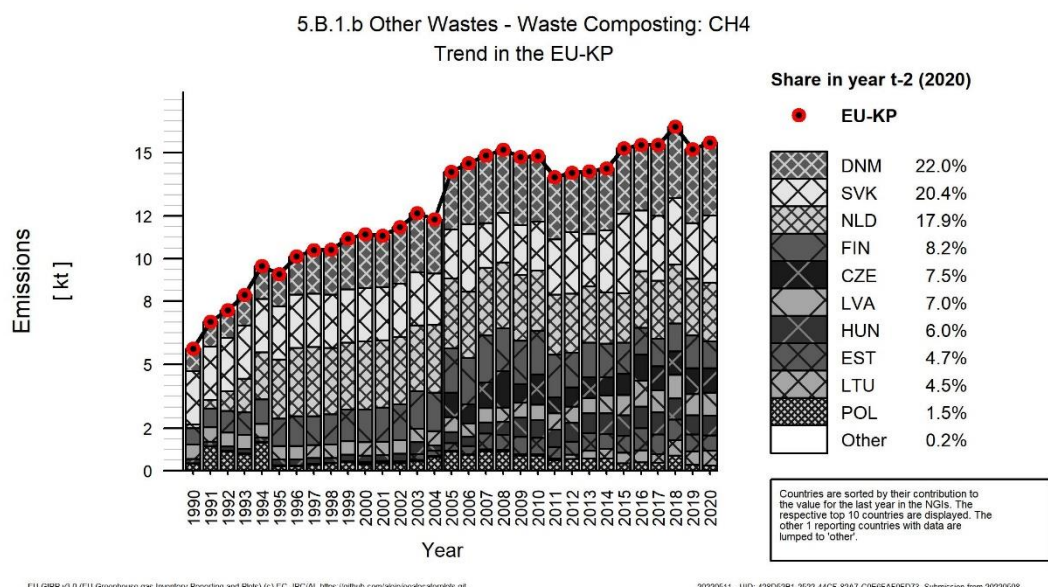 5.B.1.b Other Wastes - Waste Composting: CH4
Trend in the EU-KP
Emissions
[ kt ]
15
12
10
8
5
2
0
1990
1991
1992
1993
1994
1995
1996
1997
1998
1999
2000
2001
2002
2003
2004
2005
2006
2007
2008
2009
2010
2011
2012
2013
2014
2015
2016
2017
2018
2019
2020
Year
Share in year t-2 (2020)
EU-KP
DNM 22.0%
SVK 20.4%
NLD 17.9%
FIN 8.2%
CZE 7.5%
LVA 7.0%
HUN 6.0%
EST 4.7%
LTU 4.5%
POL 1.5%
Other 0.2%
Countries are sorted by their contribution to
the value for the last year in the NGIs. The
respective top 10 countries are displayed. The
other 1 reporting countries with data are
lumped to 'other'.